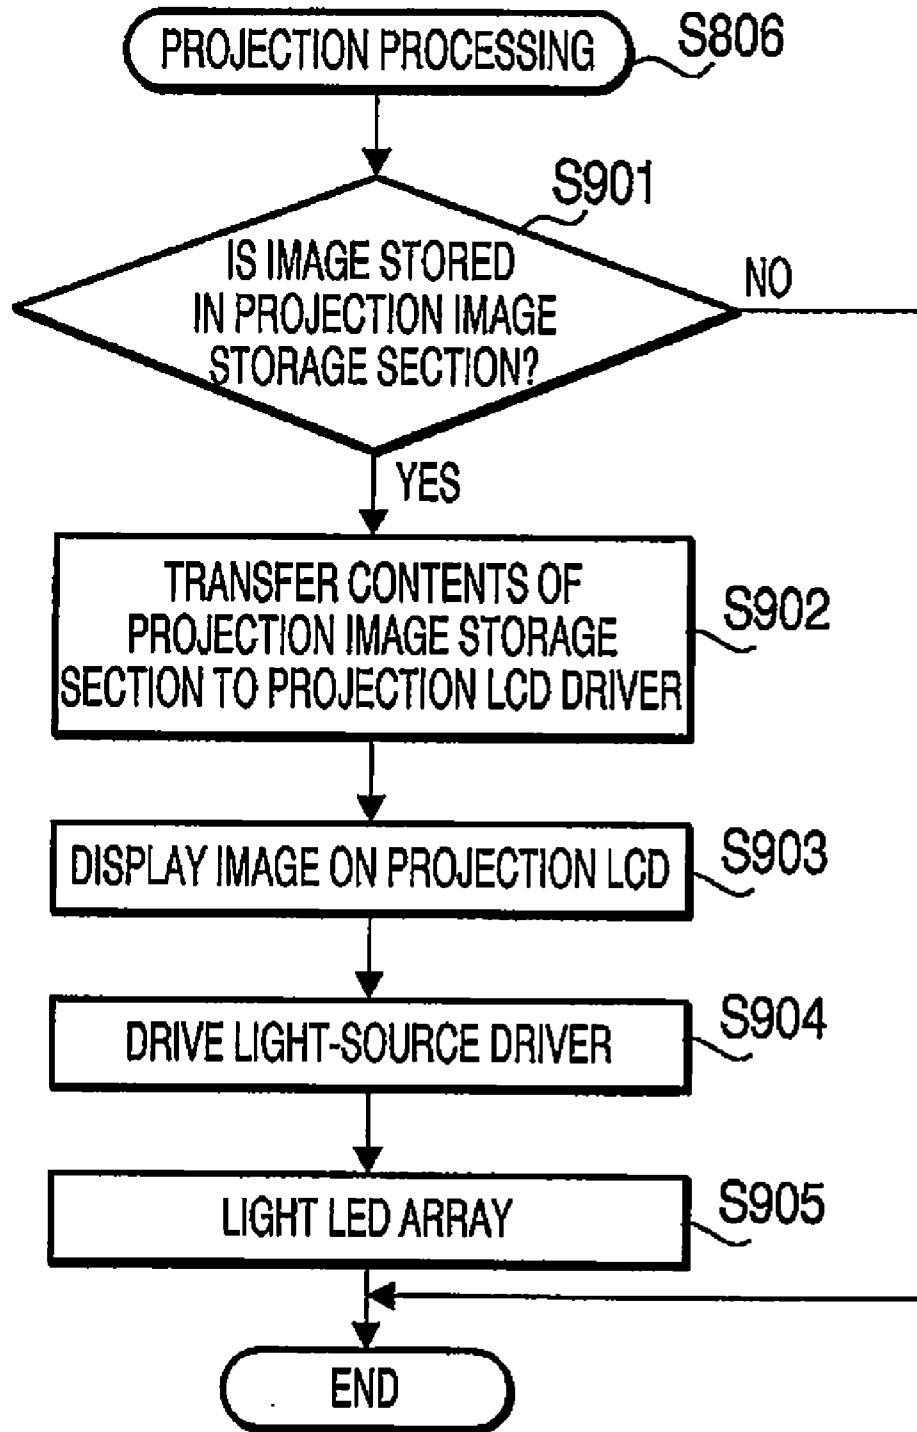 PROJECTION PROCESSING
S806
S901
IS IMAGE STORED
IN PROJECTION IMAGE
STORAGE SECTION?
NO
YES
TRANSFER CONTENTS OF
PROJECTION IMAGE STORAGE
SECTION TO PROJECTION LCD DRIVER
S902
DISPLAY IMAGE ON PROJECTION LCD
S903
DRIVE LIGHT-SOURCE DRIVER
S904
LIGHT LED ARRAY
S905
END